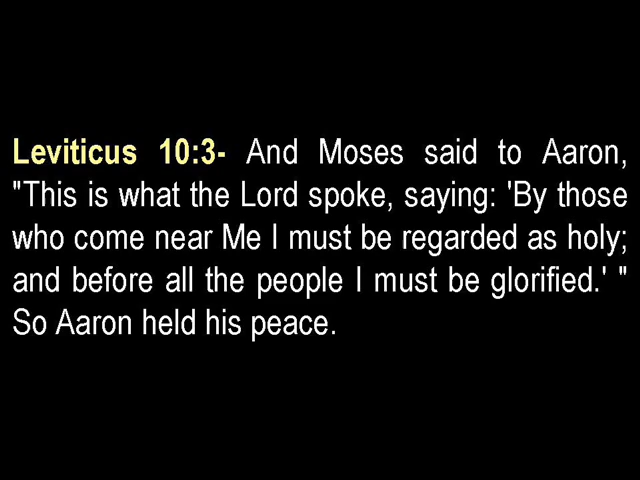 Leviticus 10:3- And Moses said to Aaron,
"This is what the Lord spoke, saying: 'By those
who come near Me I must be regarded as holy;
and before all the people I must be glorified.' "
So Aaron held his peace.